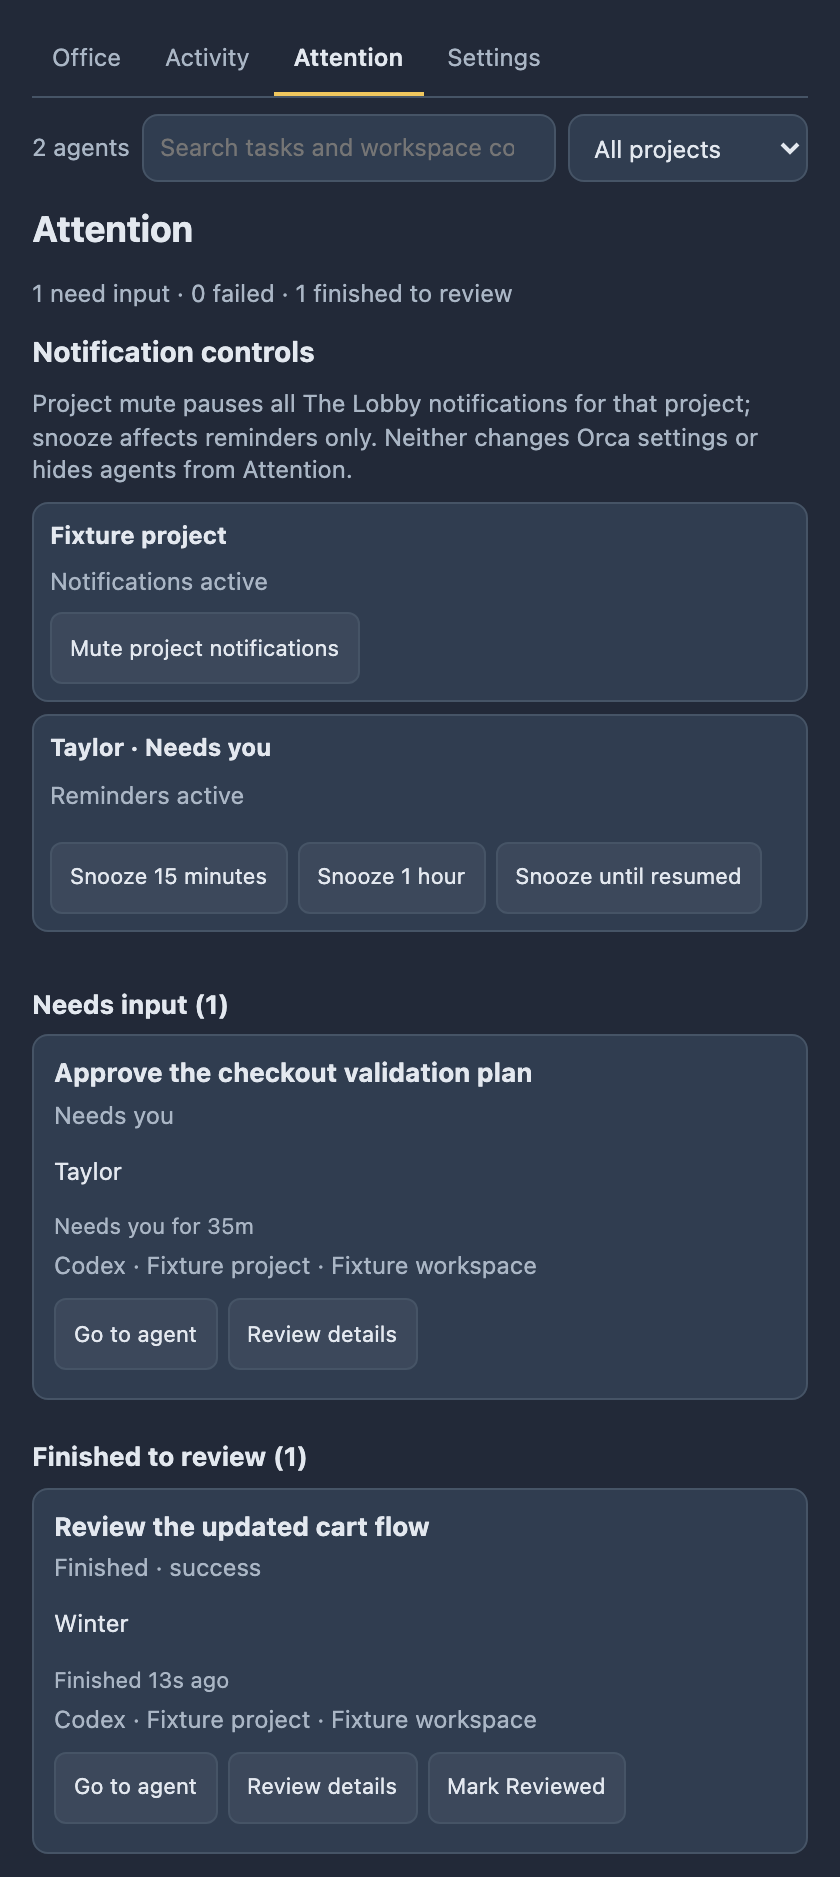 Office Activity Attention Settings
2 agents Search tasks and workspace co All projects
Attention
1 need input · 0 failed · 1 finished to review
Notification controls
Project mute pauses all The Lobby notifications for that project;
snooze affects reminders only. Neither changes Orca settings or
hides agents from Attention.
Fixture project
Notifications active
Mute project notifications
Taylor · Needs you
Reminders active
Snooze 15 minutes Snooze 1 hour Snooze until resumed
Needs input (1)
Approve the checkout validation plan
Needs you
Taylor
Needs you for 35m
Codex · Fixture project · Fixture workspace
Go to agent Review details
Finished to review (1)
Review the updated cart flow
Finished · success
Winter
Finished 13s ago
Codex · Fixture project · Fixture workspace
Go to agent Review details Mark Reviewed